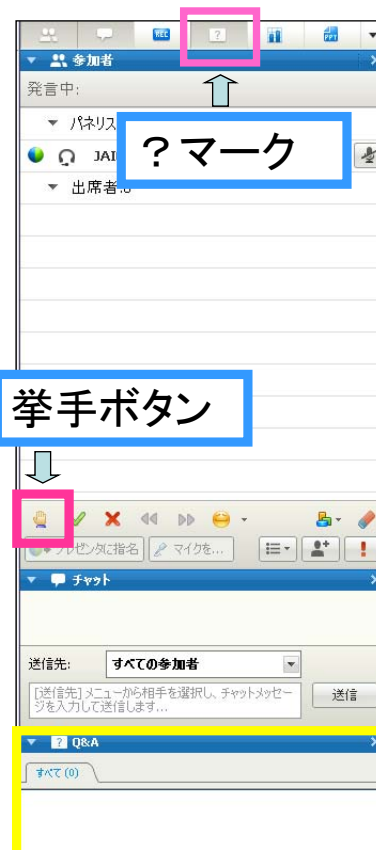 REC ? PPT
参加者
発言中:
パネリス
？マーク
JAI
出席者:0
挙手ボタン
プレゼンタに指名 マイクを...
チャット
送信先: すべての参加者
[送信先]メニューから相手を選択し、チャットメッセー
ジを入力して送信します...
送信
? Q&A
すべて (0)